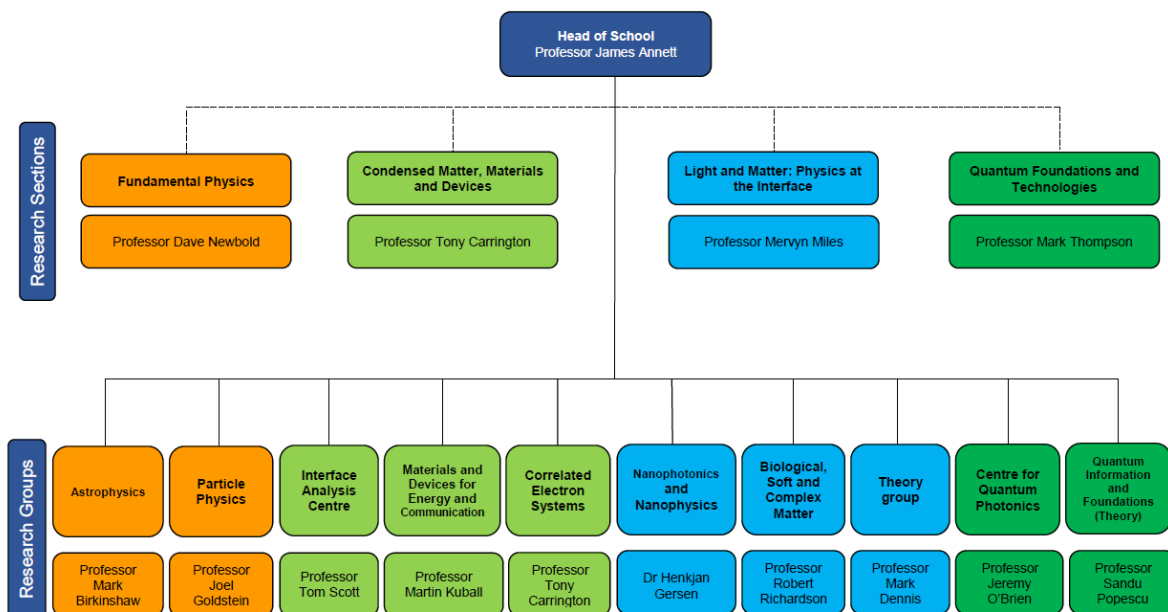 Head of School
Professor James Annett
Research Sections
Fundamental Physics
Professor Dave Newbold
Condensed Matter, Materials
and Devices
Professor Tony Carrington
Light and Matter: Physics at
the Interface
Professor Mervyn Miles
Quantum Foundations and
Technologies
Professor Mark Thompson
Research Groups
Astrophysics
Professor
Mark
Birkinshaw
Particle
Physics
Professor
Joel
Goldstein
Interface
Analysis
Centre
Professor
Tom Scott
Materials and
Devices for
Energy and
Communication
Professor
Martin Kuball
Correlated
Electron
Systems
Professor
Tony
Carrington
Nanophotonics
and
Nanophysics
Dr Henkjan
Gersen
Biological,
Soft and
Complex
Matter
Professor
Robert
Richardson
Theory
group
Professor
Mark
Dennis
Centre for
Quantum
Photonics
Professor
Jeremy
O'Brien
Quantum
Information
and
Foundations
(Theory)
Professor
Sandu
Popescu